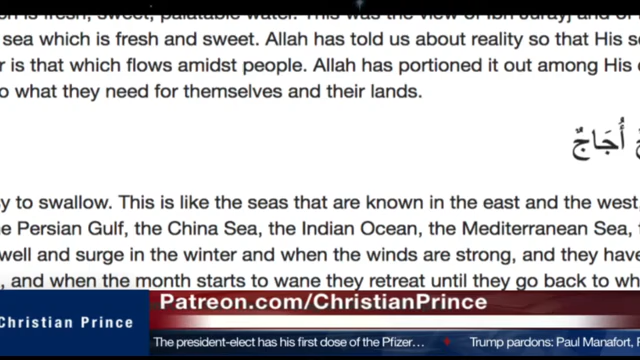 is fresh, sweet, palatable water. This was the view of Ibn Jurayj and of
sea which is fresh and sweet. Allah has told us about reality so that His
is that which flows amidst people. Allah has portioned it out among His
what they need for themselves and their lands.
أُجَاجٌ
to swallow. This is like the seas that are known in the east and the west,
Persian Gulf, the China Sea, the Indian Ocean, the Mediterranean Sea,
well and surge in the winter and when the winds are strong, and they have
, and when the month starts to wane they retreat until they go back to
Patreon.com/ChristianPrince
Christian Prince
The president-elect has his first dose of the Pfizer…
Trump pardons: Paul Manafort,